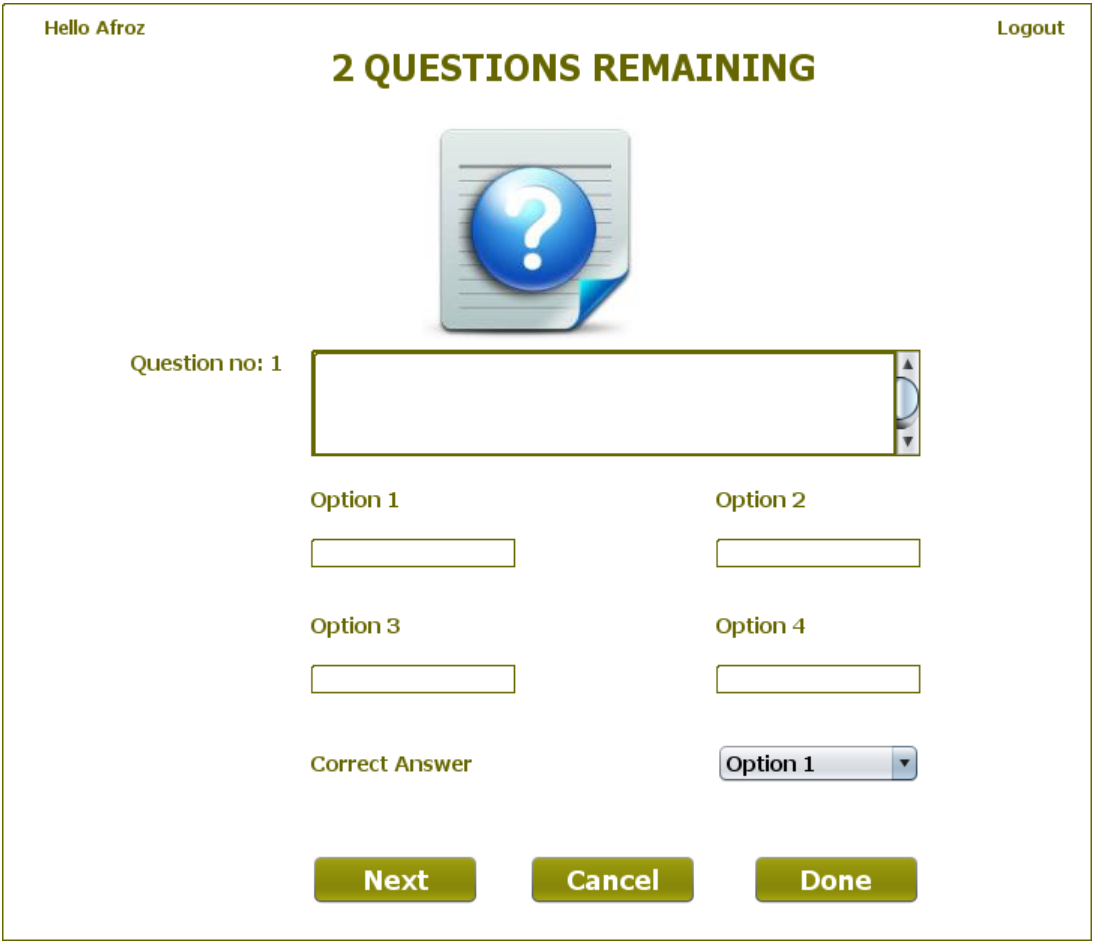 Hello Afroz
Logout
2 QUESTIONS REMAINING
?
Question no: 1
Option 1
Option 2
Option 3
Option 4
Correct Answer
Option 1
Next
Cancel
Done